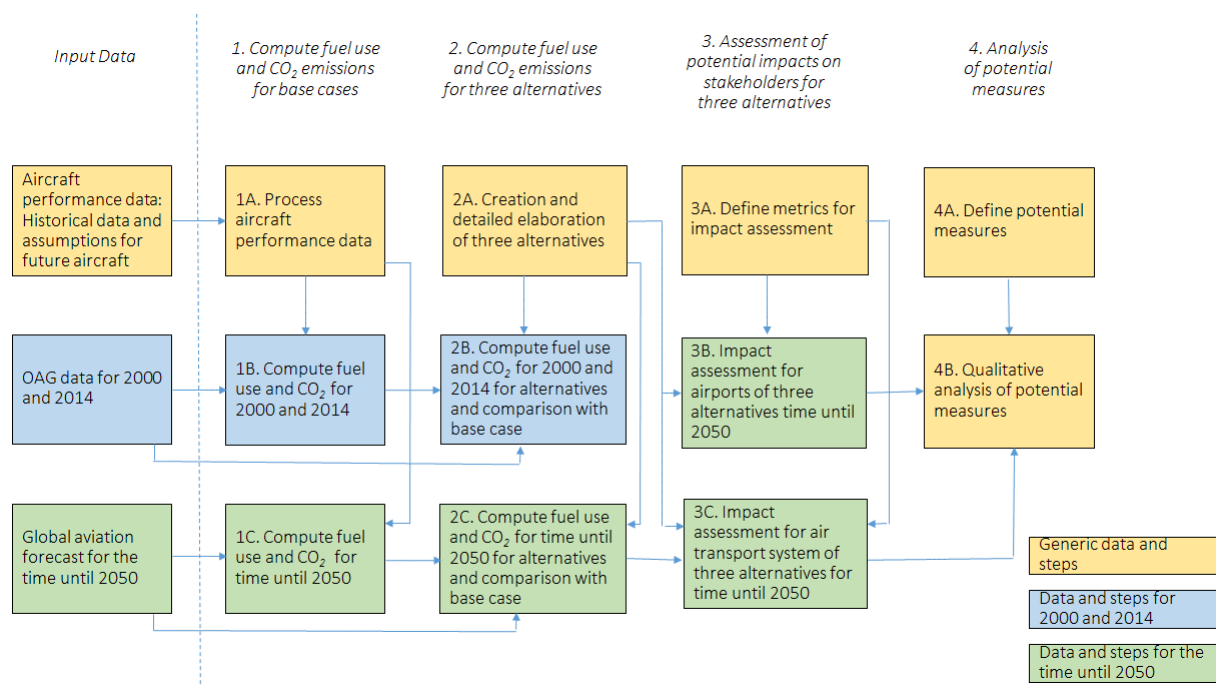 Input Data
1. Compute fuel use
and CO2 emissions
for base cases
2. Compute fuel use
and CO2 emissions
for three alternatives
3. Assessment of
potential impacts on
stakeholders for
three alternatives
4. Analysis
of potential
measures
Aircraft
performance data:
Historical data and
assumptions for
future aircraft
1A. Process
aircraft
performance data
2A. Creation and
detailed elaboration
of three alternatives
3A. Define metrics for
impact assessment
4A. Define potential
measures
OAG data for 2000
and 2014
1B. Compute fuel
use and CO2 for
2000 and 2014
2B. Compute fuel use
and CO2 for 2000 and
2014 for alternatives
and comparison with
base case
3B. Impact
assessment for
airports of three
alternatives time until
2050
4B. Qualitative
analysis of potential
measures
Global aviation
forecast for the
time until 2050
1C. Compute fuel
use and CO2 for
time until 2050
2C. Compute fuel use
and CO2 for time until
2050 for alternatives
and comparison with
base case
3C. Impact
assessment for air
transport system of
three alternatives for
time until 2050
Generic data and
steps
Data and steps for
2000 and 2014
Data and steps for the
time until 2050